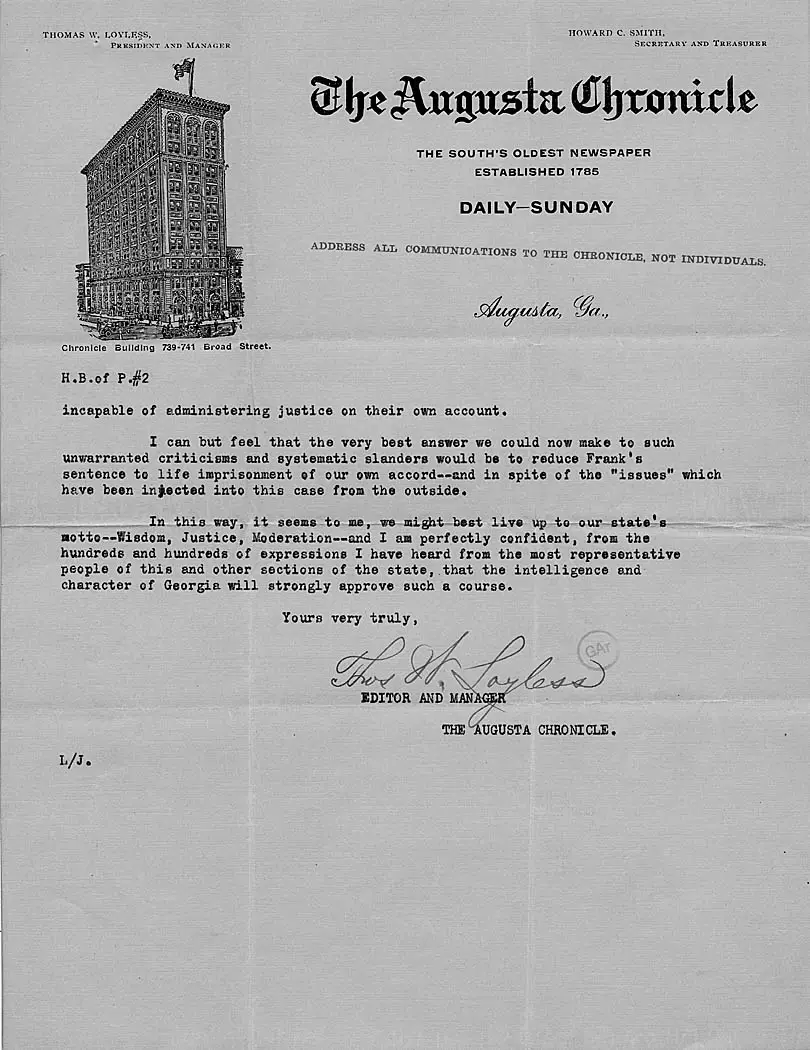 THOMAS W. LOYLESS,
PRESIDENT AND MANAGER
HOWARD C. SMITH,
SECRETARY AND TREASURER
The Augusta Chronicle
THE SOUTH'S OLDEST NEWSPAPER
ESTABLISHED 1785
DAILY—SUNDAY
ADDRESS ALL COMMUNICATIONS TO THE CHRONICLE, NOT INDIVIDUALS.
Augusta, Ga.,
Chronicle Building 739-741 Broad Street.
H.B.of P.#2
incapable of administering justice on their own account.
I can but feel that the very best answer we could now make to such
unwarranted criticisms and systematic slanders would be to reduce Frank's
sentence to life imprisonment of our own accord--and in spite of the "issues" which
have been injected into this case from the outside.
In this way, it seems to me, we might best live up to our state's
motto--Wisdom, Justice, Moderation--and I am perfectly confident, from the
hundreds and hundreds of expressions I have heard from the most representative
people of this and other sections of the state, that the intelligence and
character of Georgia will strongly approve such a course.
Yours very truly,
Thos W. Loyless
GAr
EDITOR AND MANAGER
THE AUGUSTA CHRONICLE.
L/J.